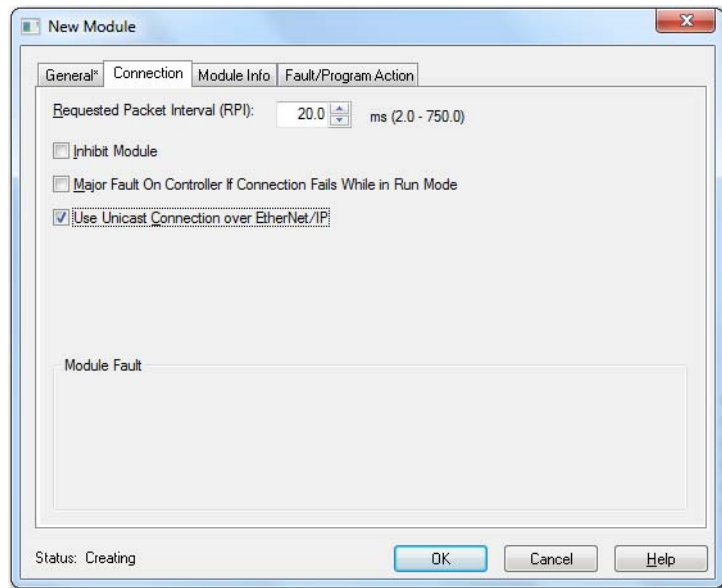 New Module
General* Connection Module Info Fault/Program Action
Requested Packet Interval (RPI): 20.0 ms (2.0 - 750.0)
Inhibit Module
Major Fault On Controller If Connection Fails While in Run Mode
Use Unicast Connection over EtherNet/IP
Module Fault
Status: Creating OK Cancel Help